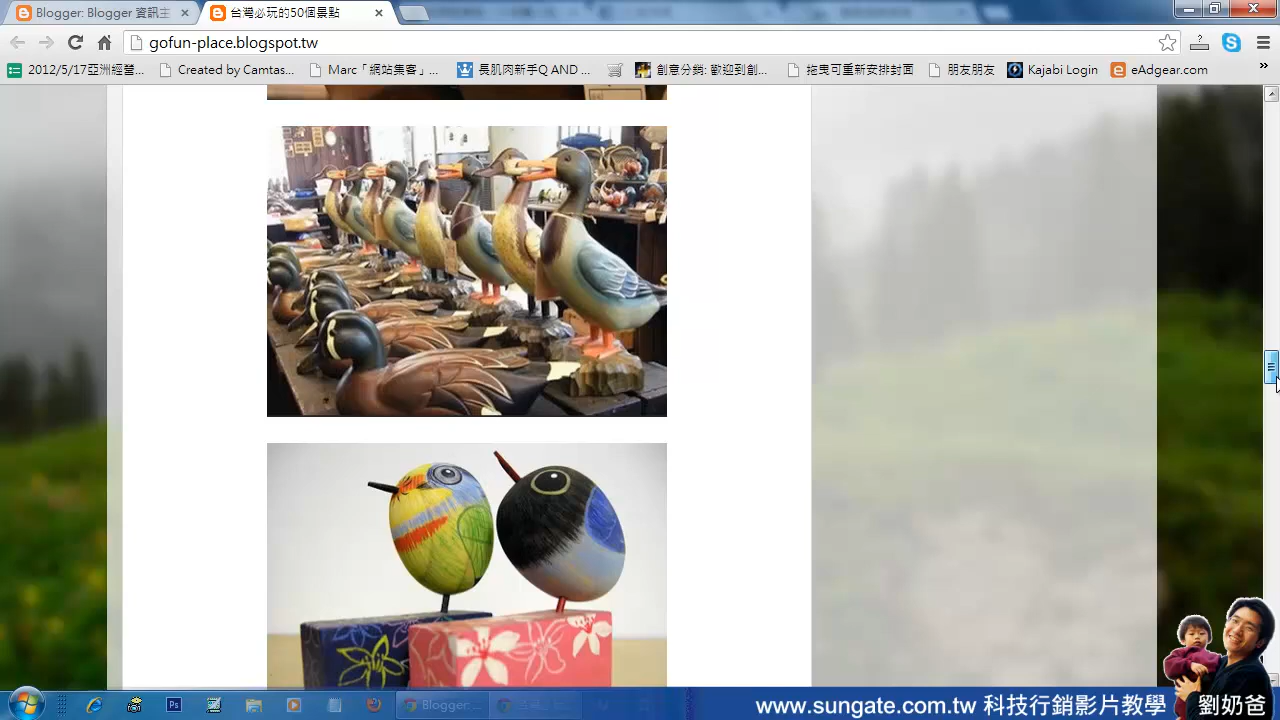 Blogger: Blogger 資訊主
台灣必玩的50個景點
gofun-place.blogspot.tw
2012/5/17亞洲經營...
Created by Camtas...
Marc「網站集客」...
長肌肉新手Q AND...
創意分銷: 歡迎到創...
拖曳可重新安排封面
朋友朋友
Kajabi Login
eAdgear.com
»
Blogger: ...
www.sungate.com.tw 科技行銷影片教學
劉奶爸